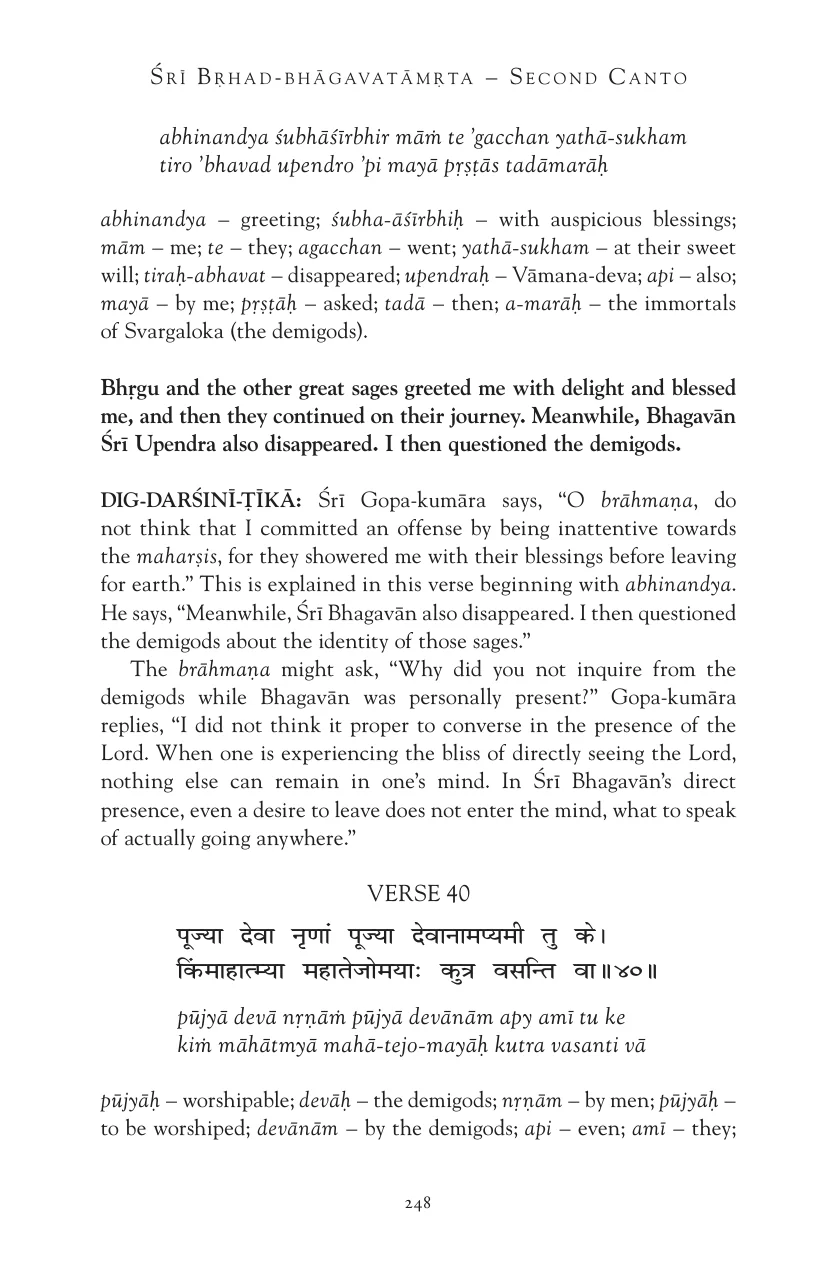 ŚRĪ BṚHAD-BHĀGAVATĀMṚTA – SECOND CANTO
abhinandya śubhāśīrbhir māṁ te ’gacchan yathā-sukham
tiro ’bhavad upendro ’pi mayā pṛṣṭās tadāmarāḥ
abhinandya – greeting; śubha-āśīrbhiḥ – with auspicious blessings;
mām – me; te – they; agacchan – went; yathā-sukham – at their sweet
will; tiraḥ-abhavat – disappeared; upendraḥ – Vāmana-deva; api – also;
mayā – by me; pṛṣṭāḥ – asked; tadā – then; a-marāḥ – the immortals
of Svargaloka (the demigods).
Bhṛgu and the other great sages greeted me with delight and blessed
me, and then they continued on their journey. Meanwhile, Bhagavān
Śrī Upendra also disappeared. I then questioned the demigods.
DIG-DARŚINĪ-ṬĪKĀ: Śrī Gopa-kumāra says, “O brāhmaṇa, do
not think that I committed an offense by being inattentive towards
the maharṣis, for they showered me with their blessings before leaving
for earth.” This is explained in this verse beginning with abhinandya.
He says, “Meanwhile, Śrī Bhagavān also disappeared. I then questioned
the demigods about the identity of those sages.”
The brāhmaṇa might ask, “Why did you not inquire from the
demigods while Bhagavān was personally present?” Gopa-kumāra
replies, “I did not think it proper to converse in the presence of the
Lord. When one is experiencing the bliss of directly seeing the Lord,
nothing else can remain in one’s mind. In Śrī Bhagavān’s direct
presence, even a desire to leave does not enter the mind, what to speak
of actually going anywhere.”
VERSE 40
पूज्या देवा नृणां पूज्या देवानामप्यमी तु के।
किंमाहात्म्या महातेजोमयाः कुत्र वसन्ति वा॥४०॥
pūjyā devā nṛṇāṁ pūjyā devānām apy amī tu ke
kiṁ māhātmyā mahā-tejo-mayāḥ kutra vasanti vā
pūjyāḥ – worshipable; devāḥ – the demigods; nṛṇām – by men; pūjyāḥ –
to be worshiped; devānām – by the demigods; api – even; amī – they;
248